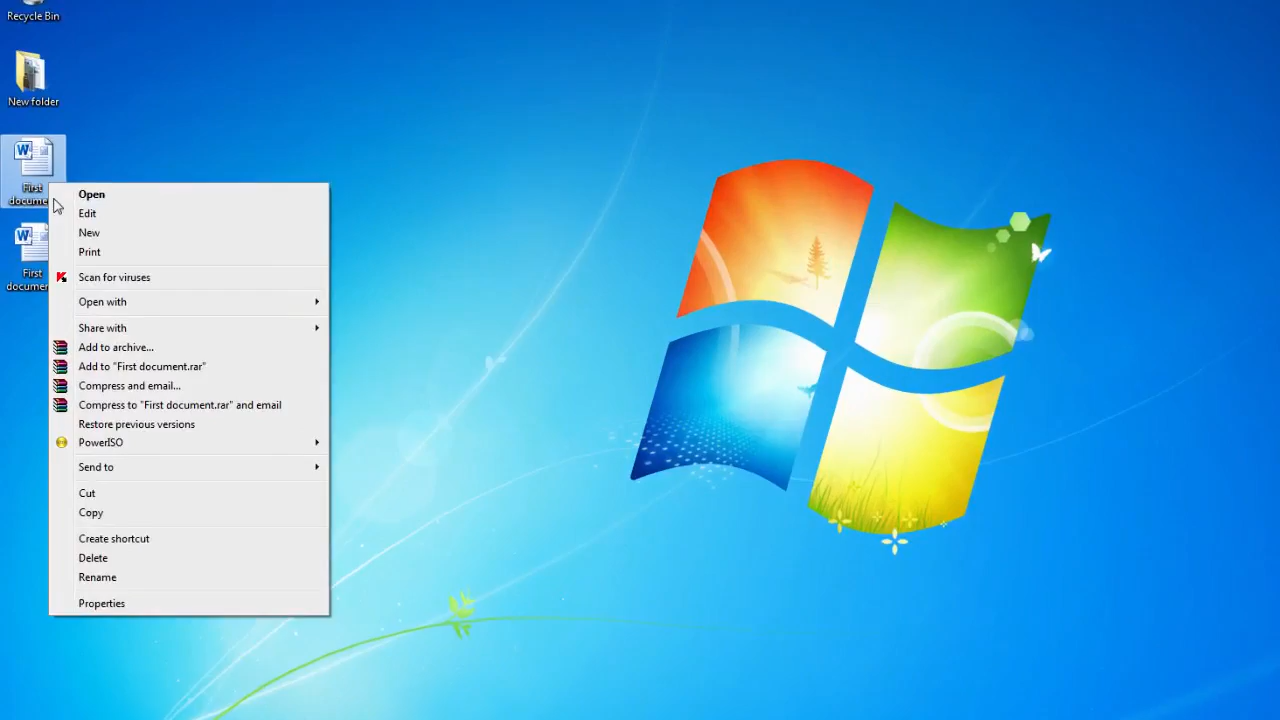 Recycle Bin
New folder
First
docume
First
documen
Open
Edit
New
Print
Scan for viruses
Open with
Share with
Add to archive...
Add to "First document.rar"
Compress and email...
Compress to "First document.rar" and email
Restore previous versions
PowerISO
Send to
Cut
Copy
Create shortcut
Delete
Rename
Properties